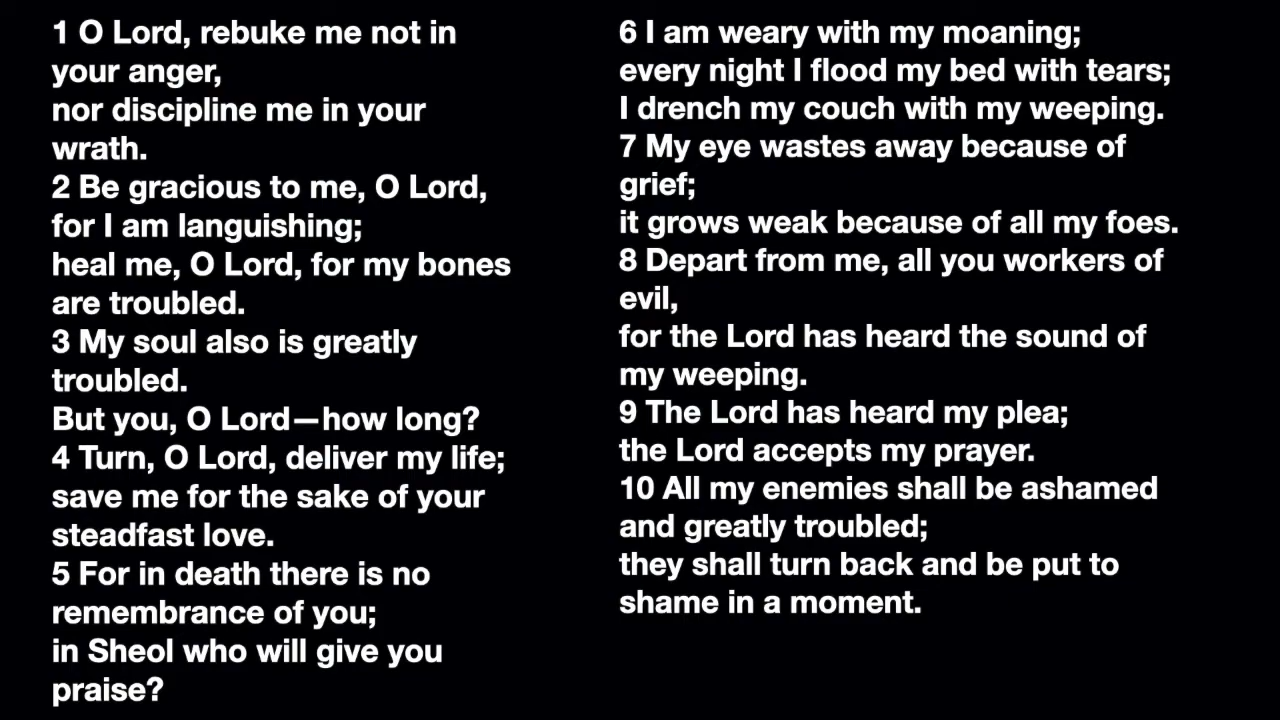 1 O Lord, rebuke me not in
your anger,
nor discipline me in your
wrath.
2 Be gracious to me, O Lord,
for I am languishing;
heal me, O Lord, for my bones
are troubled.
3 My soul also is greatly
troubled.
But you, O Lord—how long?
4 Turn, O Lord, deliver my life;
save me for the sake of your
steadfast love.
5 For in death there is no
remembrance of you;
in Sheol who will give you
praise?
6 I am weary with my moaning;
every night I flood my bed with tears;
I drench my couch with my weeping.
7 My eye wastes away because of
grief;
it grows weak because of all my foes.
8 Depart from me, all you workers of
evil,
for the Lord has heard the sound of
my weeping.
9 The Lord has heard my plea;
the Lord accepts my prayer.
10 All my enemies shall be ashamed
and greatly troubled;
they shall turn back and be put to
shame in a moment.